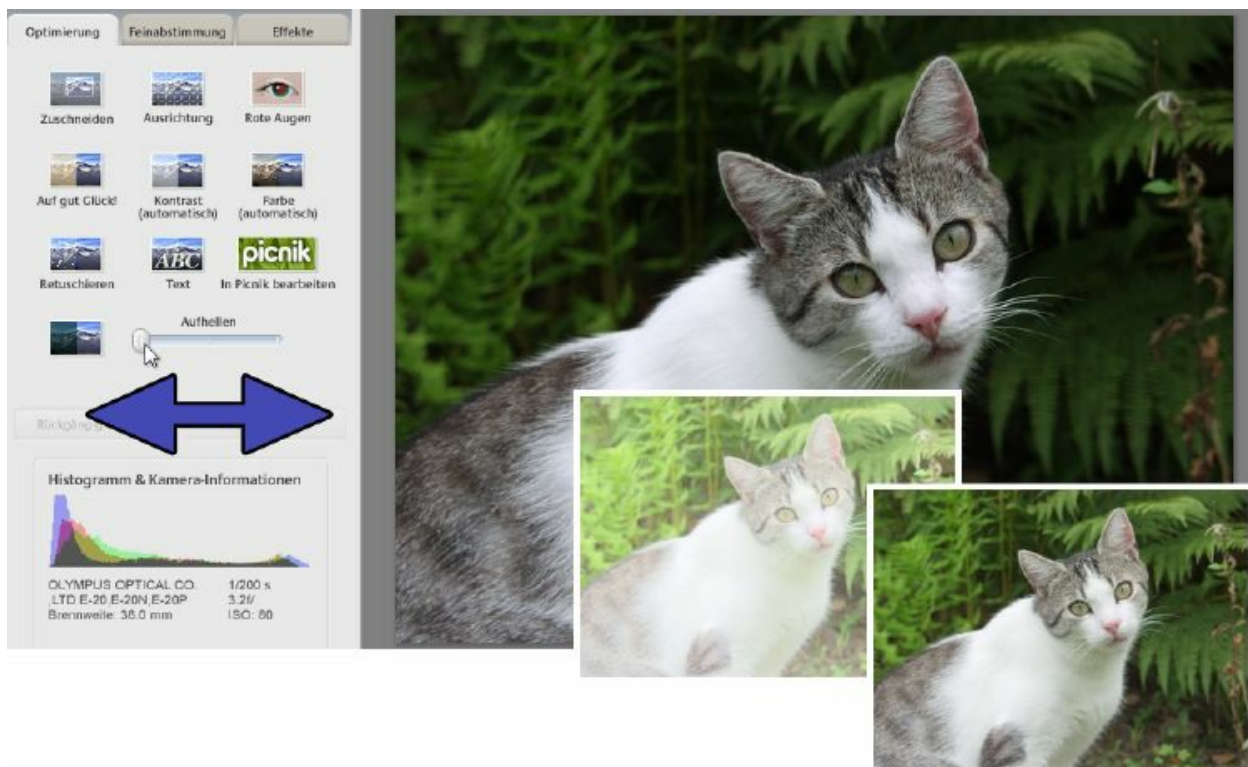 Optimierung
Feinabstimmung
Effekte
Zuschneiden
Ausrichtung
Rote Augen
Auf gut Glück!
Kontrast
(automatisch)
Farbe
(automatisch)
ABC
picnik
Retuschieren
Text
In Picnik bearbeiten
Aufhellen
Rückgängig
Histogramm & Kamera-Informationen
OLYMPUS OPTICAL CO. 1/200 s
,LTD E-20,E-20N,E-20P 3.2f/
Brennweite: 36.0 mm ISO: 80